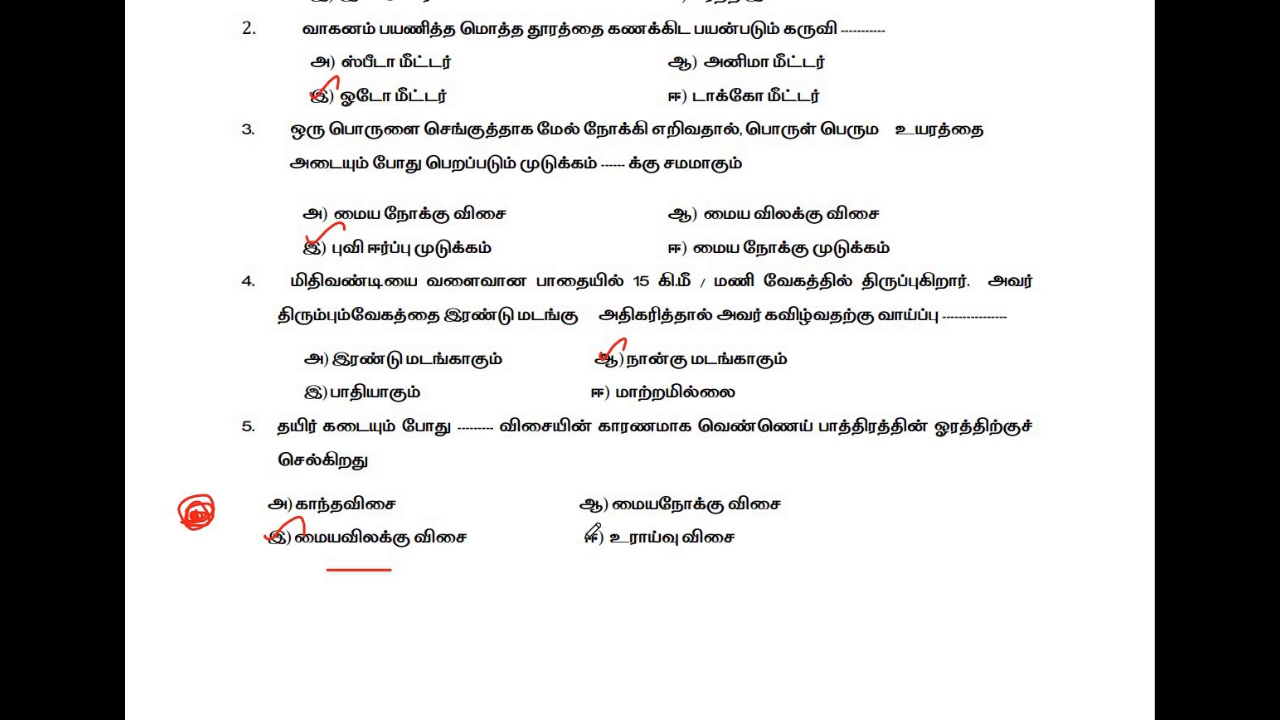 2. வாகனம் பயணித்த மொத்த தூரத்தை கணக்கிட பயன்படும் கருவி -----------
அ) ஸ்பீடா மீட்டர் ஆ) அனிமா மீட்டர்
இ) ஓடோ மீட்டர் ஈ) டாக்கோ மீட்டர்
3. ஒரு பொருளை செங்குத்தாக மேல் நோக்கி எறிவதால், பொருள் பெரும உயரத்தை
அடையும் போது பெறப்படும் முடுக்கம் ------ க்கு சமமாகும்
அ) மைய நோக்கு விசை ஆ) மைய விலக்கு விசை
இ) புவி ஈர்ப்பு முடுக்கம் ஈ) மைய நோக்கு முடுக்கம்
4. மிதிவண்டியை வளைவான பாதையில் 15 கி.மீ / மணி வேகத்தில் திருப்புகிறார். அவர்
திரும்பும்வேகத்தை இரண்டு மடங்கு அதிகரித்தால் அவர் கவிழ்வதற்கு வாய்ப்பு ----------------
அ) இரண்டு மடங்காகும் ஆ) நான்கு மடங்காகும்
இ) பாதியாகும் ஈ) மாற்றமில்லை
5. தயிர் கடையும் போது --------- விசையின் காரணமாக வெண்ணெய் பாத்திரத்தின் ஓரத்திற்குச்
செல்கிறது
அ) காந்தவிசை ஆ) மையநோக்கு விசை
இ) மையவிலக்கு விசை ஈ) உராய்வு விசை